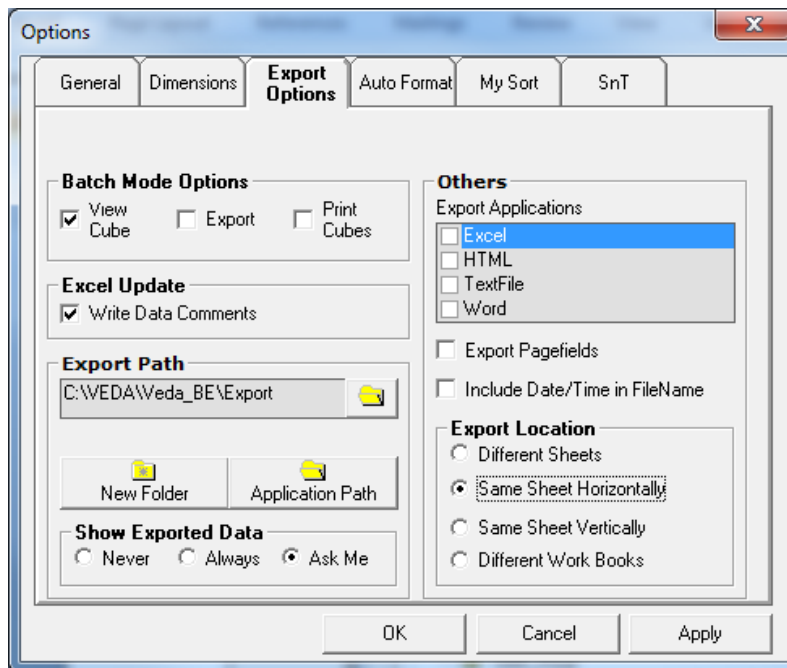 Options
General
Dimensions
Export
Options
Auto Format
My Sort
SnT
Batch Mode Options
View
Cube
Export
Print
Cubes
Excel Update
Write Data Comments
Export Path
C:\VEDA\Veda_BE\Export
New Folder
Application Path
Show Exported Data
Never
Always
Ask Me
Others
Export Applications
Excel
HTML
TextFile
Word
Export Pagefields
Include Date/Time in FileName
Export Location
Different Sheets
Same Sheet Horizontally
Same Sheet Vertically
Different Work Books
OK
Cancel
Apply